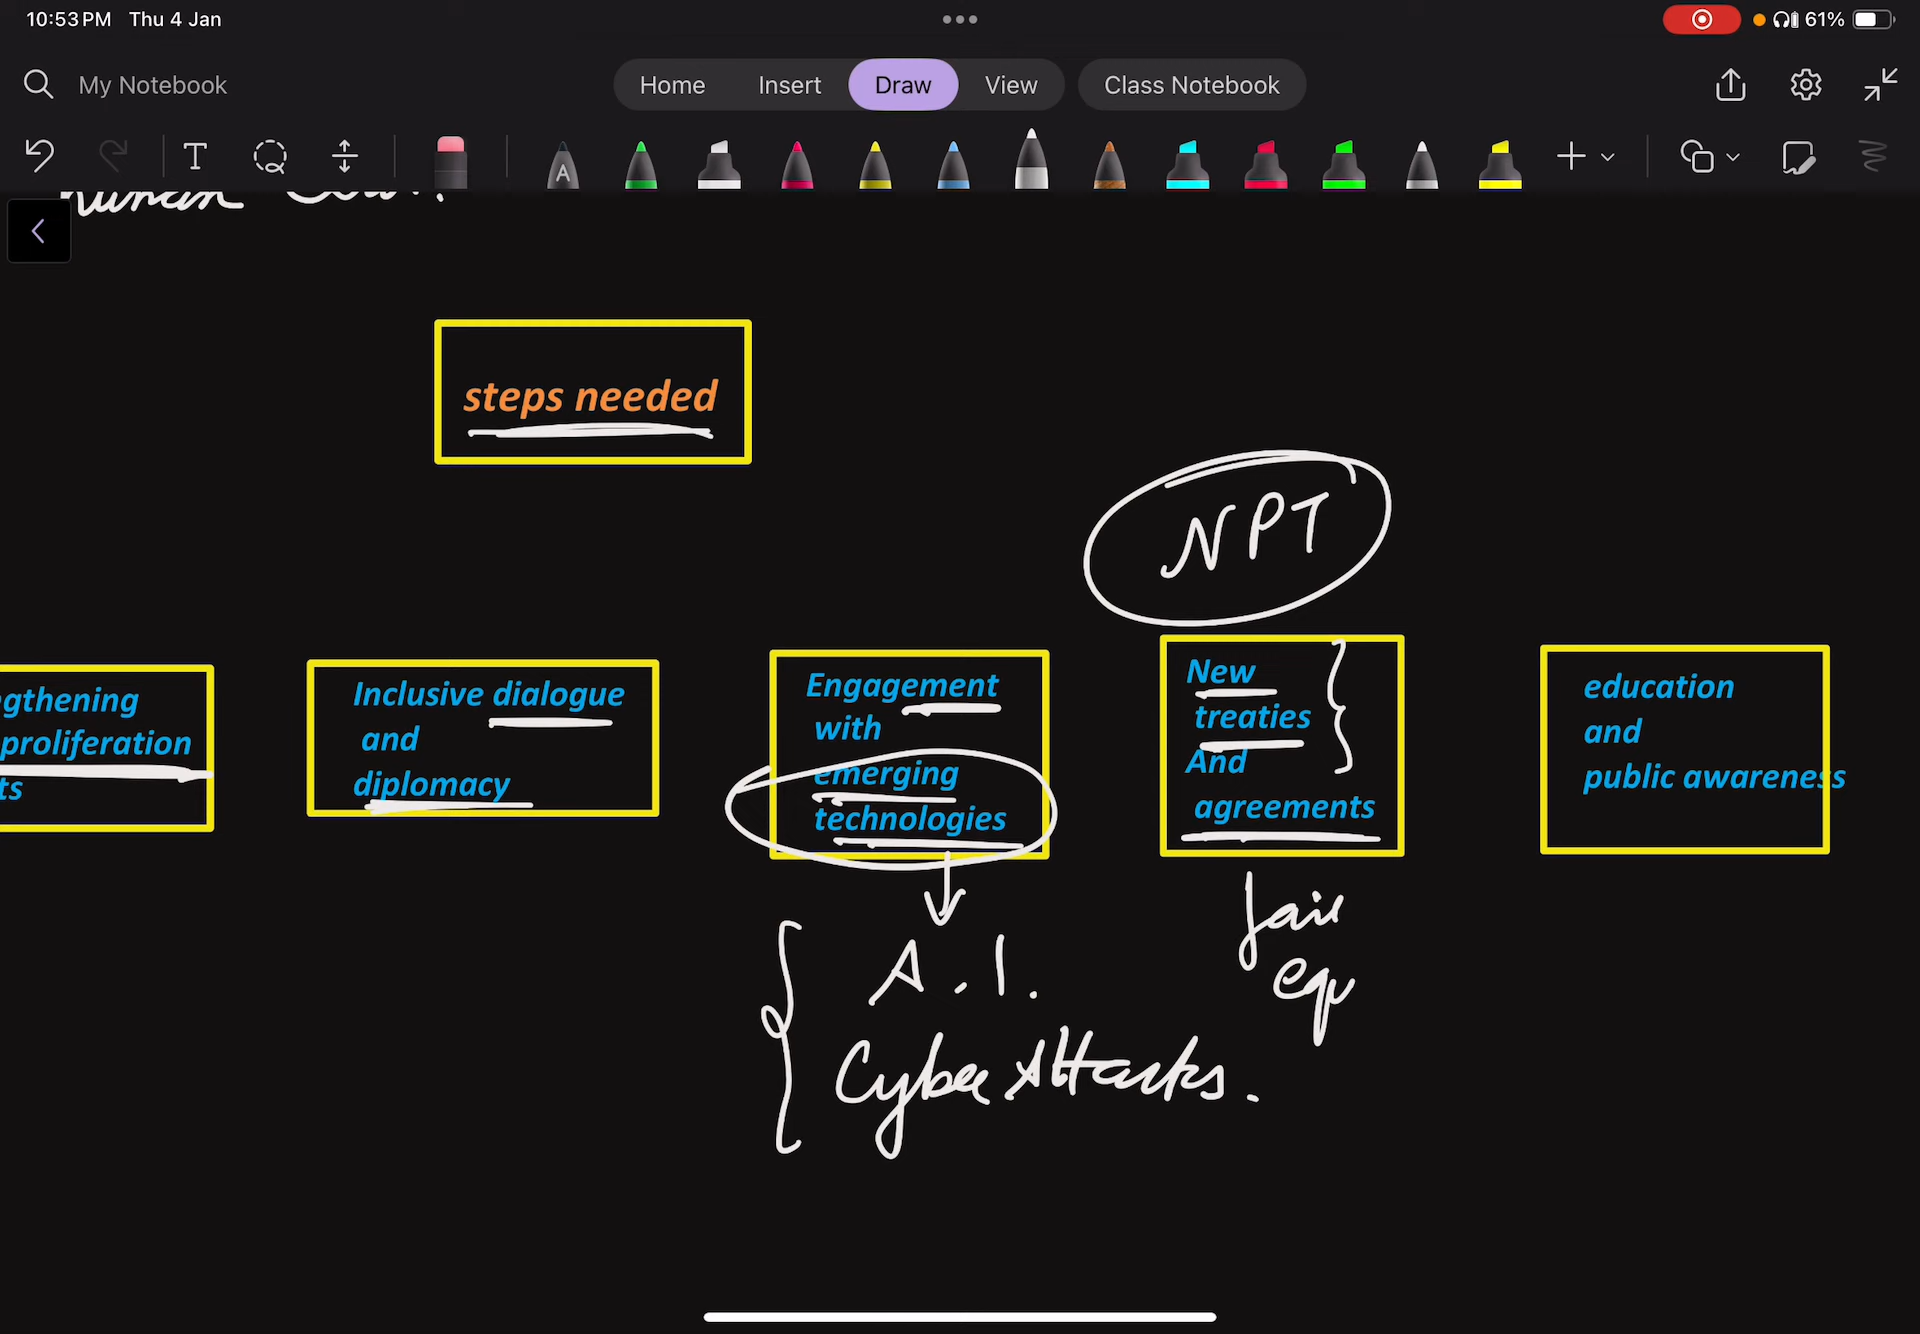 10:53 PM Thu 4 Jan
61%
My Notebook
Home Insert Draw View Class Notebook
T
A
Human
steps needed
NPT
gthening
proliferation
ts
Inclusive dialogue
and
diplomacy
Engagement
with
emerging
technologies
New
treaties
And
agreements
education
and
public awareness
A.I.
Cyber Attacks.
fair
equ